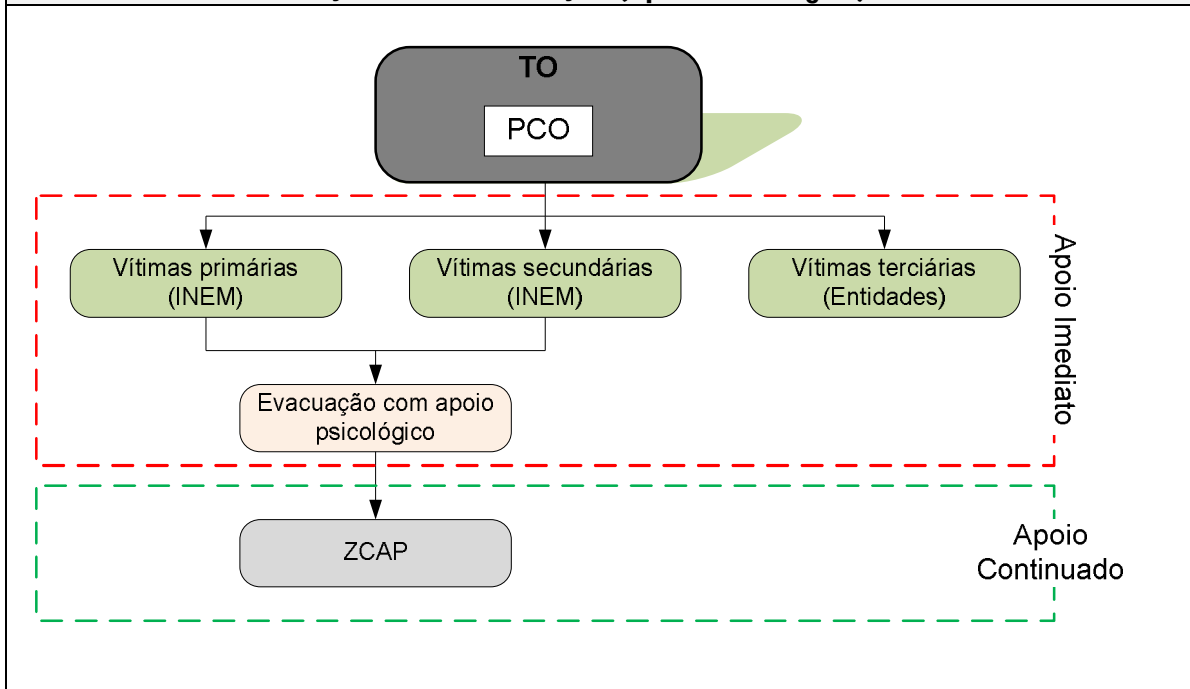 TO
PCO
Vítimas primárias
(INEM)
Vítimas secundárias
(INEM)
Vítimas terciárias
(Entidades)
Apoio Imediato
Evacuação com apoio
psicológico
ZCAP
Apoio
Continuado